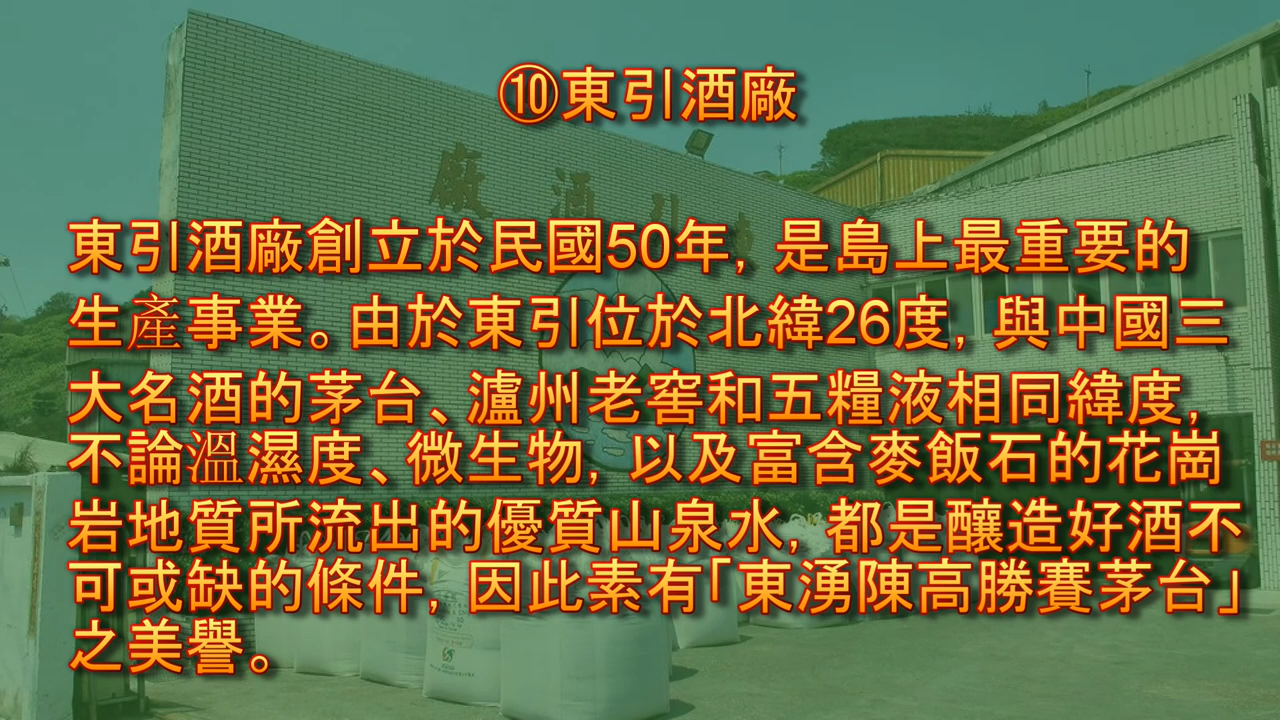 ⑩東引酒廠
東引酒廠創立於民國50年, 是島上最重要的
生產事業。由於東引位於北緯26度, 與中國三
大名酒的茅台、瀘州老窖和五糧液相同緯度,
不論溫濕度、微生物, 以及富含麥飯石的花崗
岩地質所流出的優質山泉水, 都是釀造好酒不
可或缺的條件, 因此素有「東湧陳高勝賽茅台」
之美譽。
廠酒引東